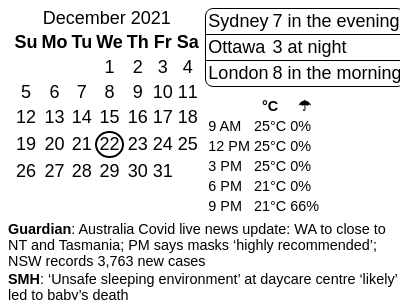 December 2021
Su Mo Tu We Th Fr Sa
1 2 3 4
5 6 7 8 9 10 11
12 13 14 15 16 17 18
19 20 21 22 23 24 25
26 27 28 29 30 31
Sydney 7 in the evening
Ottawa 3 at night
London 8 in the morning
°C ☂
9 AM 25°C 0%
12 PM 25°C 0%
3 PM 25°C 0%
6 PM 21°C 0%
9 PM 21°C 66%
Guardian: Australia Covid live news update: WA to close to
NT and Tasmania; PM says masks ‘highly recommended’;
NSW records 3,763 new cases
SMH: ‘Unsafe sleeping environment’ at daycare centre ‘likely’
led to baby’s death